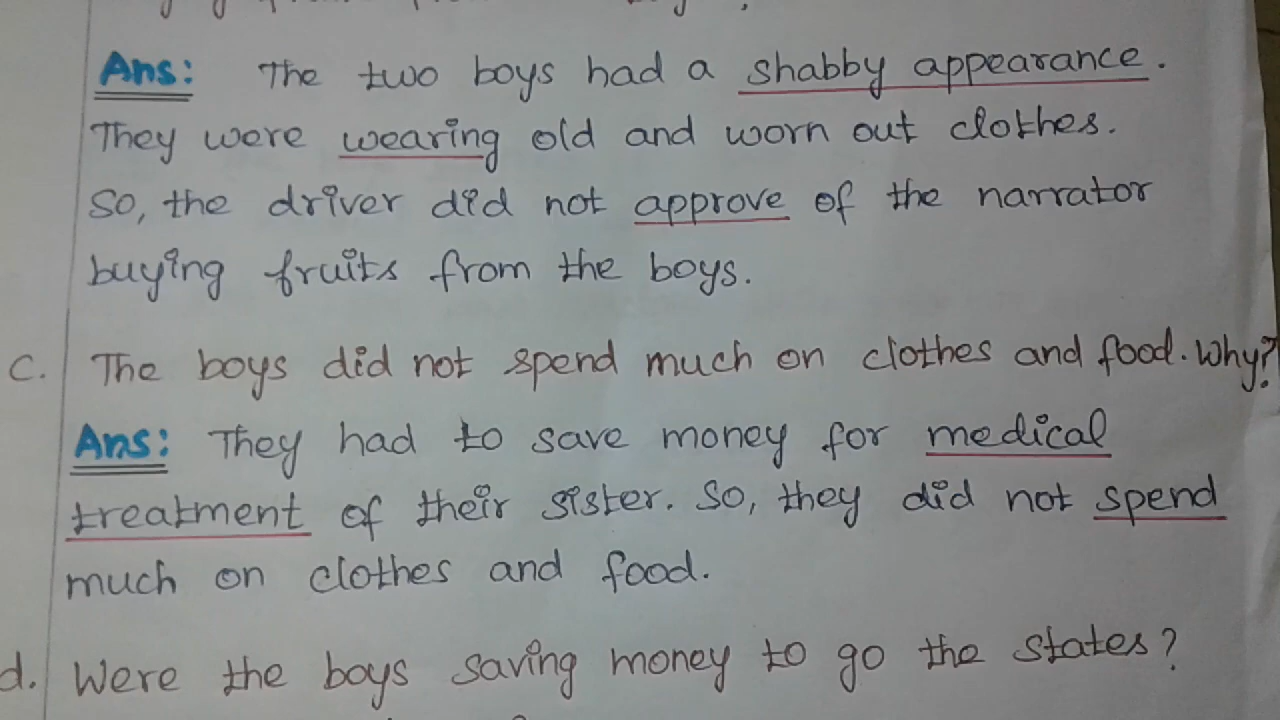 Ans: The two boys had a shabby appearance.
They were wearing old and worn out clothes.
So, the driver did not approve of the narrator
buying fruits from the boys.
c. The boys did not spend much on clothes and food. Why?
Ans: They had to save money for medical
treatment of their sister. So, they did not spend
much on clothes and food.
d. Were the boys saving money to go the states?